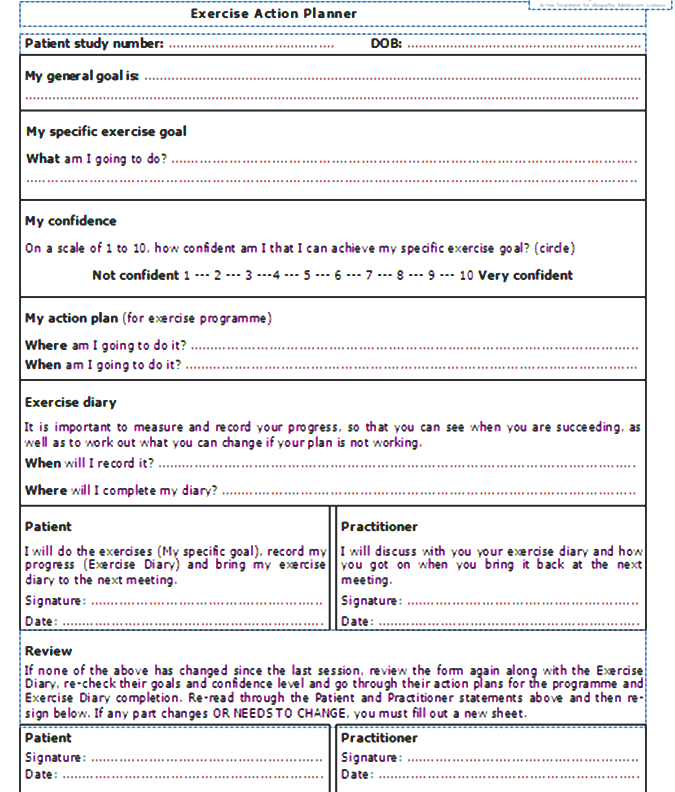 Exercise Action Planner
Patient study number: ........................................ DOB: ........................................
My general goal is: ........................................
........................................
My specific exercise goal
What am I going to do? ........................................
........................................
My confidence
On a scale of 1 to 10, how confident am I that I can achieve my specific exercise goal? (circle)
Not confident 1 --- 2 --- 3 ---4 --- 5 --- 6 --- 7 --- 8 --- 9 --- 10 Very confident
My action plan (for exercise programme)
Where am I going to do it? ........................................
When am I going to do it? ........................................
Exercise diary
It is important to measure and record your progress, so that you can see when you are succeeding, as
well as to work out what you can change if your plan is not working.
When will I record it? ........................................
Where will I complete my diary? ........................................
Patient
I will do the exercises (My specific goal), record my
progress (Exercise Diary) and bring my exercise
diary to the next meeting.
Signature: ........................................
Date: ........................................
Practitioner
I will discuss with you your exercise diary and how
you got on when you bring it back at the next
meeting.
Signature: ........................................
Date: ........................................
Review
If none of the above has changed since the last session, review the form again along with the Exercise
Diary, re-check their goals and confidence level and go through their action plans for the programme and
Exercise Diary completion. Re-read through the Patient and Practitioner statements above and then re-
sign below. If any part changes OR NEEDS TO CHANGE, you must fill out a new sheet.
Patient
Signature: ........................................
Date: ........................................
Practitioner
Signature: ........................................
Date: ........................................